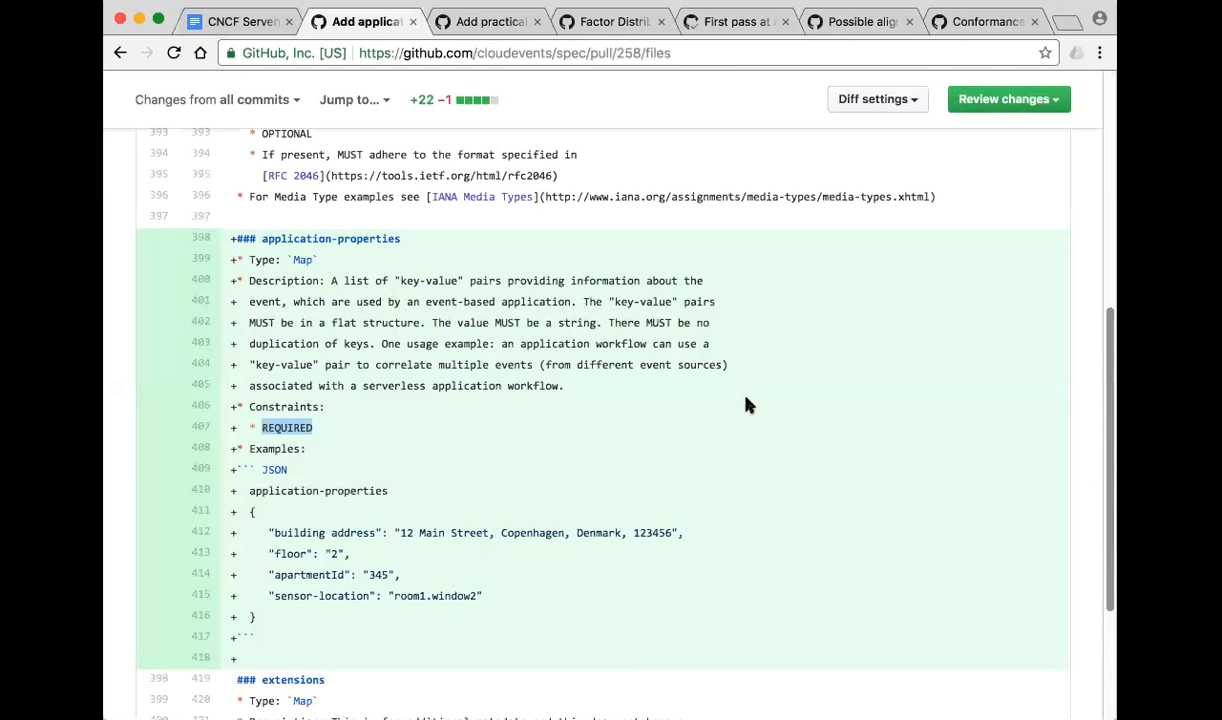 CNCF Server
Add applicat
Add practical
Factor Distrib
First pass at
Possible alig
Conformance
GitHub, Inc. [US] https://github.com/cloudevents/spec/pull/258/files
Changes from all commits Jump to... +22 −1 Diff settings Review changes
393 393 * OPTIONAL
394 394 * If present, MUST adhere to the format specified in
395 395 [RFC 2046](https://tools.ietf.org/html/rfc2046)
396 396 * For Media Type examples see [IANA Media Types](http://www.iana.org/assignments/media-types/media-types.xhtml)
397 397
398 +### application-properties
399 +* Type: `Map`
400 +* Description: A list of "key-value" pairs providing information about the
401 + event, which are used by an event-based application. The "key-value" pairs
402 + MUST be in a flat structure. The value MUST be a string. There MUST be no
403 + duplication of keys. One usage example: an application workflow can use a
404 + "key-value" pair to correlate multiple events (from different event sources)
405 + associated with a serverless application workflow.
406 +* Constraints:
407 + * REQUIRED
408 +* Examples:
409 +``` JSON
410 + application-properties
411 + {
412 + "building address": "12 Main Street, Copenhagen, Denmark, 123456",
413 + "floor": "2",
414 + "apartmentId": "345",
415 + "sensor-location": "room1.window2"
416 + }
417 +```
418 +
398 419 ### extensions
399 420 * Type: `Map`